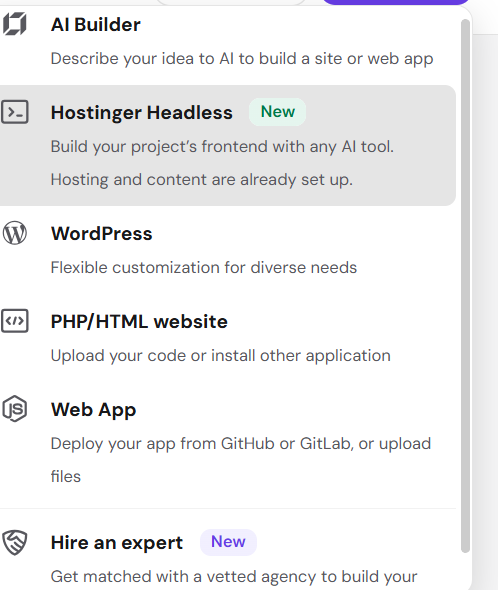 AI Builder
Describe your idea to AI to build a site or web app
Hostinger Headless New
Build your project’s frontend with any AI tool.
Hosting and content are already set up.
WordPress
Flexible customization for diverse needs
PHP/HTML website
Upload your code or install other application
JS Web App
Deploy your app from GitHub or GitLab, or upload
files
Hire an expert New
Get matched with a vetted agency to build your